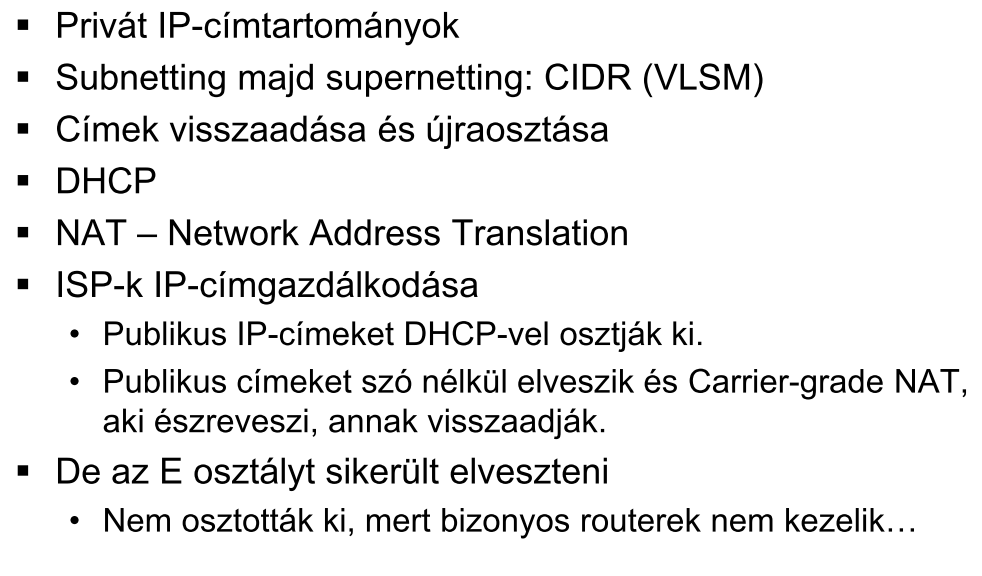 ▪ Privát IP-címtartományok
▪ Subnetting majd supernetting: CIDR (VLSM)
▪ Címek visszaadása és újraosztása
▪ DHCP
▪ NAT – Network Address Translation
▪ ISP-k IP-címgazdálkodása
• Publikus IP-címeket DHCP-vel osztják ki.
• Publikus címeket szó nélkül elveszik és Carrier-grade NAT,
aki észreveszi, annak visszaadják.
▪ De az E osztályt sikerült elveszteni
• Nem osztották ki, mert bizonyos routerek nem kezelik…